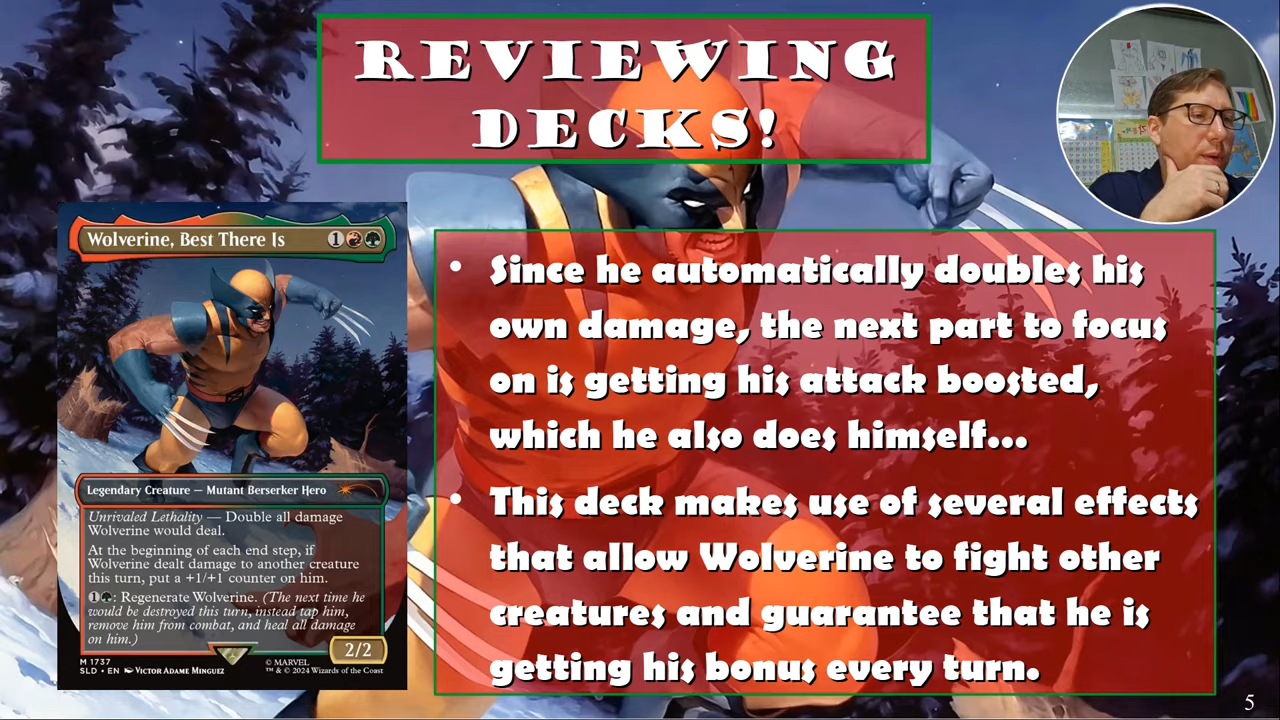 REVIEWING
DECKS!
Wolverine, Best There Is 1
Legendary Creature — Mutant Berserker Hero
Unrivaled Lethality — Double all damage
Wolverine would deal.
At the beginning of each end step, if
Wolverine dealt damage to another creature
this turn, put a +1/+1 counter on him.
1 : Regenerate Wolverine. (The next time he
would be destroyed this turn, instead tap him,
remove him from combat, and heal all damage
on him.)
2/2
M 1737
SLD • EN Victor Adame Minguez
© MARVEL
™ & © 2024 Wizards of the Coast
• Since he automatically doubles his
own damage, the next part to focus
on is getting his attack boosted,
which he also does himself...
• This deck makes use of several effects
that allow Wolverine to fight other
creatures and guarantee that he is
getting his bonus every turn.
5